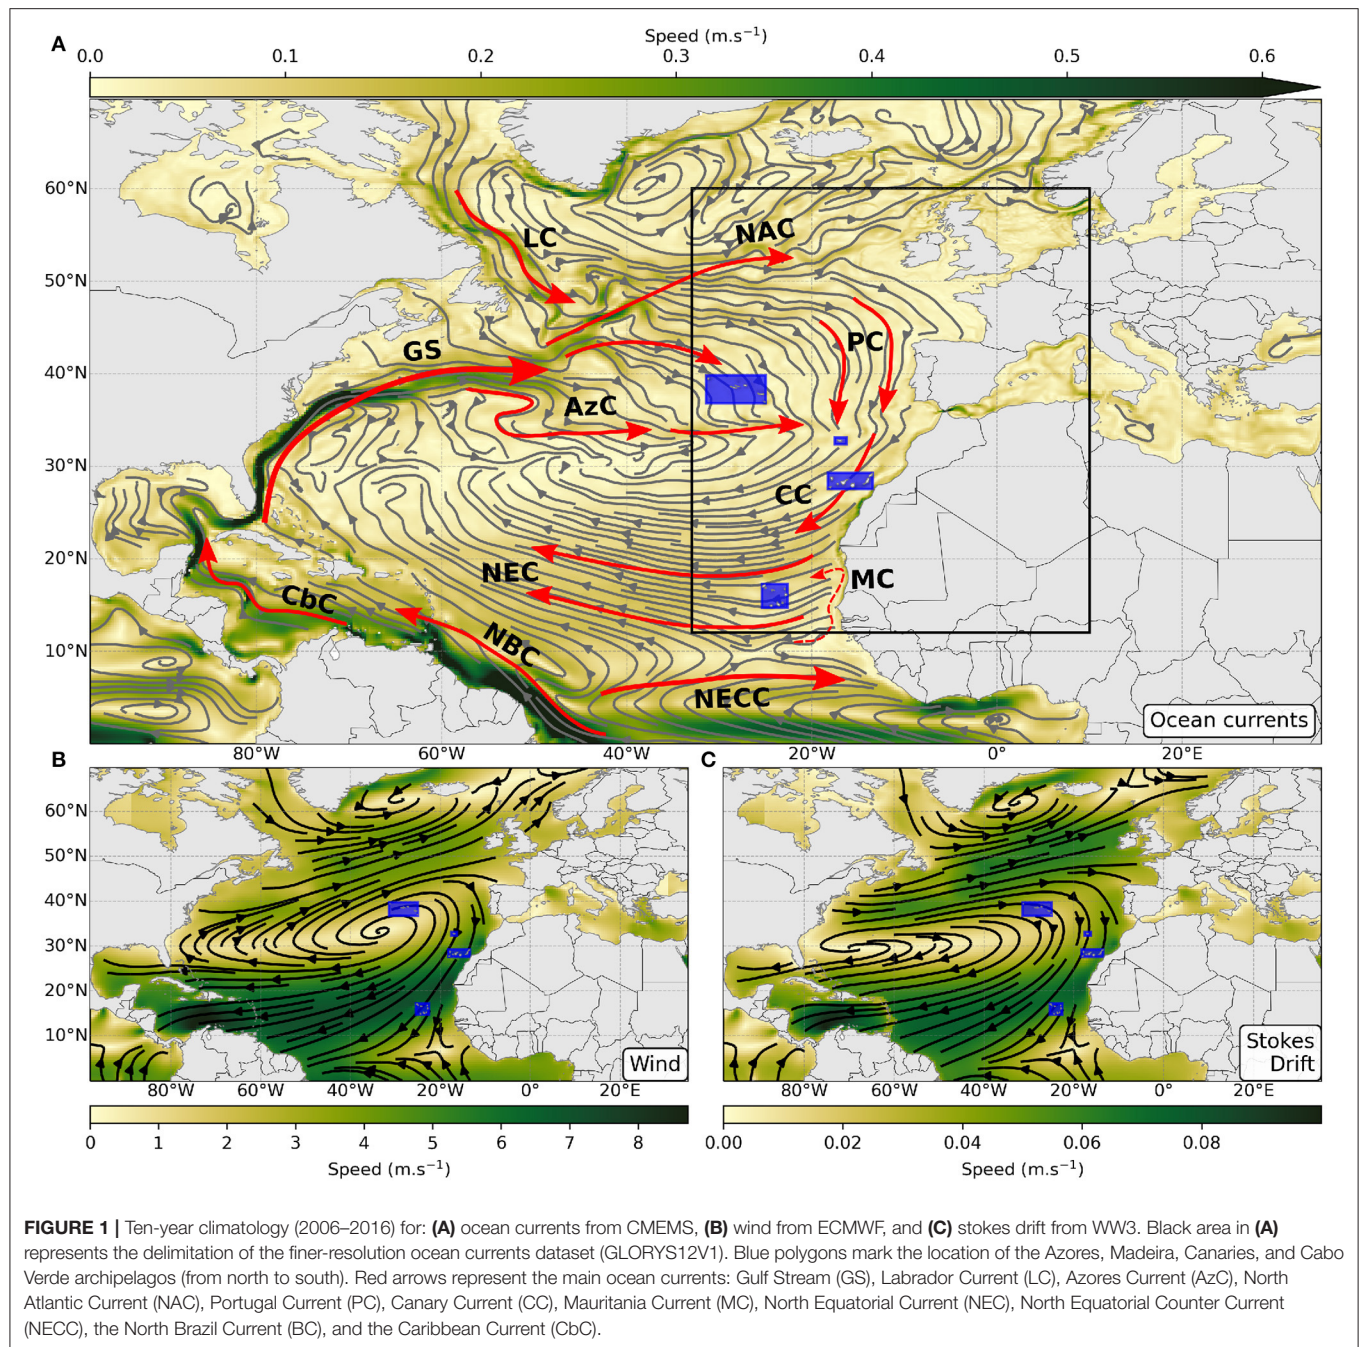 A
Speed (m.s⁻¹)
0.0 0.1 0.2 0.3 0.4 0.5 0.6
60°N
50°N
40°N
30°N
20°N
10°N
LC
NAC
GS
PC
AzC
CC
NEC
MC
CbC
NBC
NECC
Ocean currents
80°W 60°W 40°W 20°W 0° 20°E
B
60°N
50°N
40°N
30°N
20°N
10°N
Wind
80°W 60°W 40°W 20°W 0° 20°E
0 1 2 3 4 5 6 7 8
Speed (m.s⁻¹)
C
Stokes
Drift
80°W 60°W 40°W 20°W 0° 20°E
0.00 0.02 0.04 0.06 0.08
Speed (m.s⁻¹)
FIGURE 1 | Ten-year climatology (2006–2016) for: (A) ocean currents from CMEMS, (B) wind from ECMWF, and (C) stokes drift from WW3. Black area in (A)
represents the delimitation of the finer-resolution ocean currents dataset (GLORYS12V1). Blue polygons mark the location of the Azores, Madeira, Canaries, and Cabo
Verde archipelagos (from north to south). Red arrows represent the main ocean currents: Gulf Stream (GS), Labrador Current (LC), Azores Current (AzC), North
Atlantic Current (NAC), Portugal Current (PC), Canary Current (CC), Mauritania Current (MC), North Equatorial Current (NEC), North Equatorial Counter Current
(NECC), the North Brazil Current (BC), and the Caribbean Current (CbC).